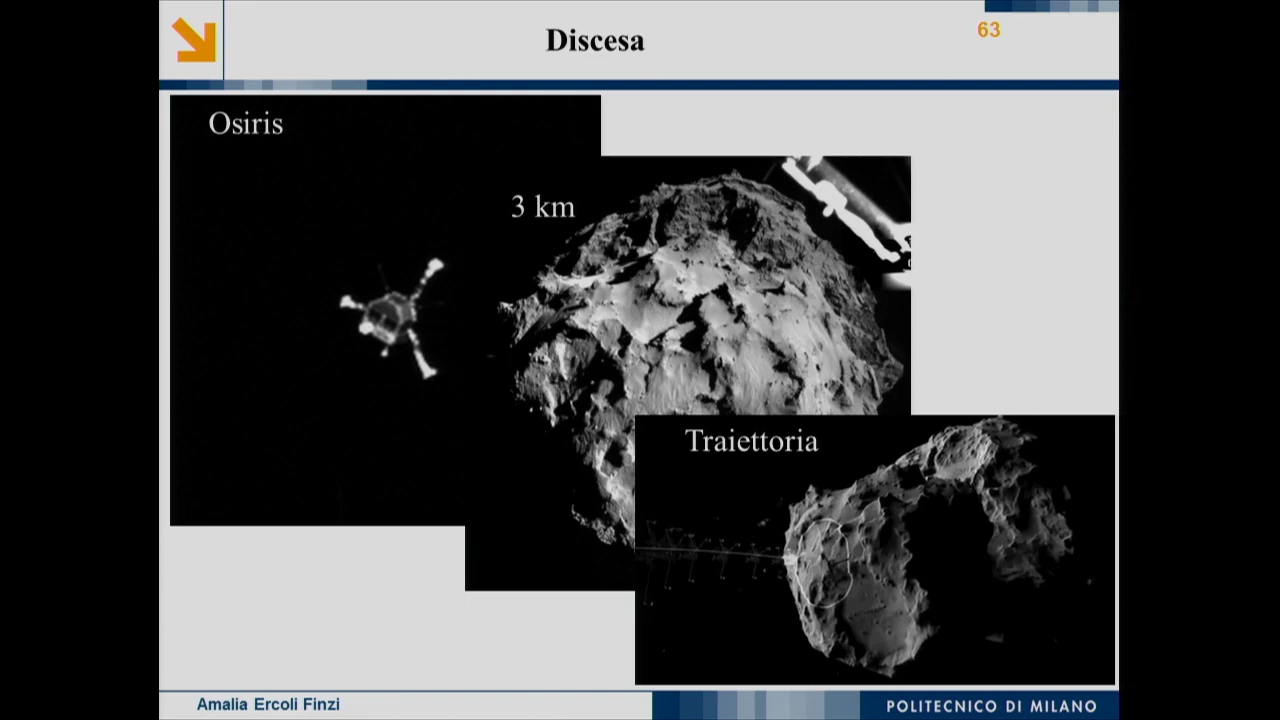 Discesa
63
Osiris
3 km
Traiettoria
Amalia Ercoli Finzi
POLITECNICO DI MILANO